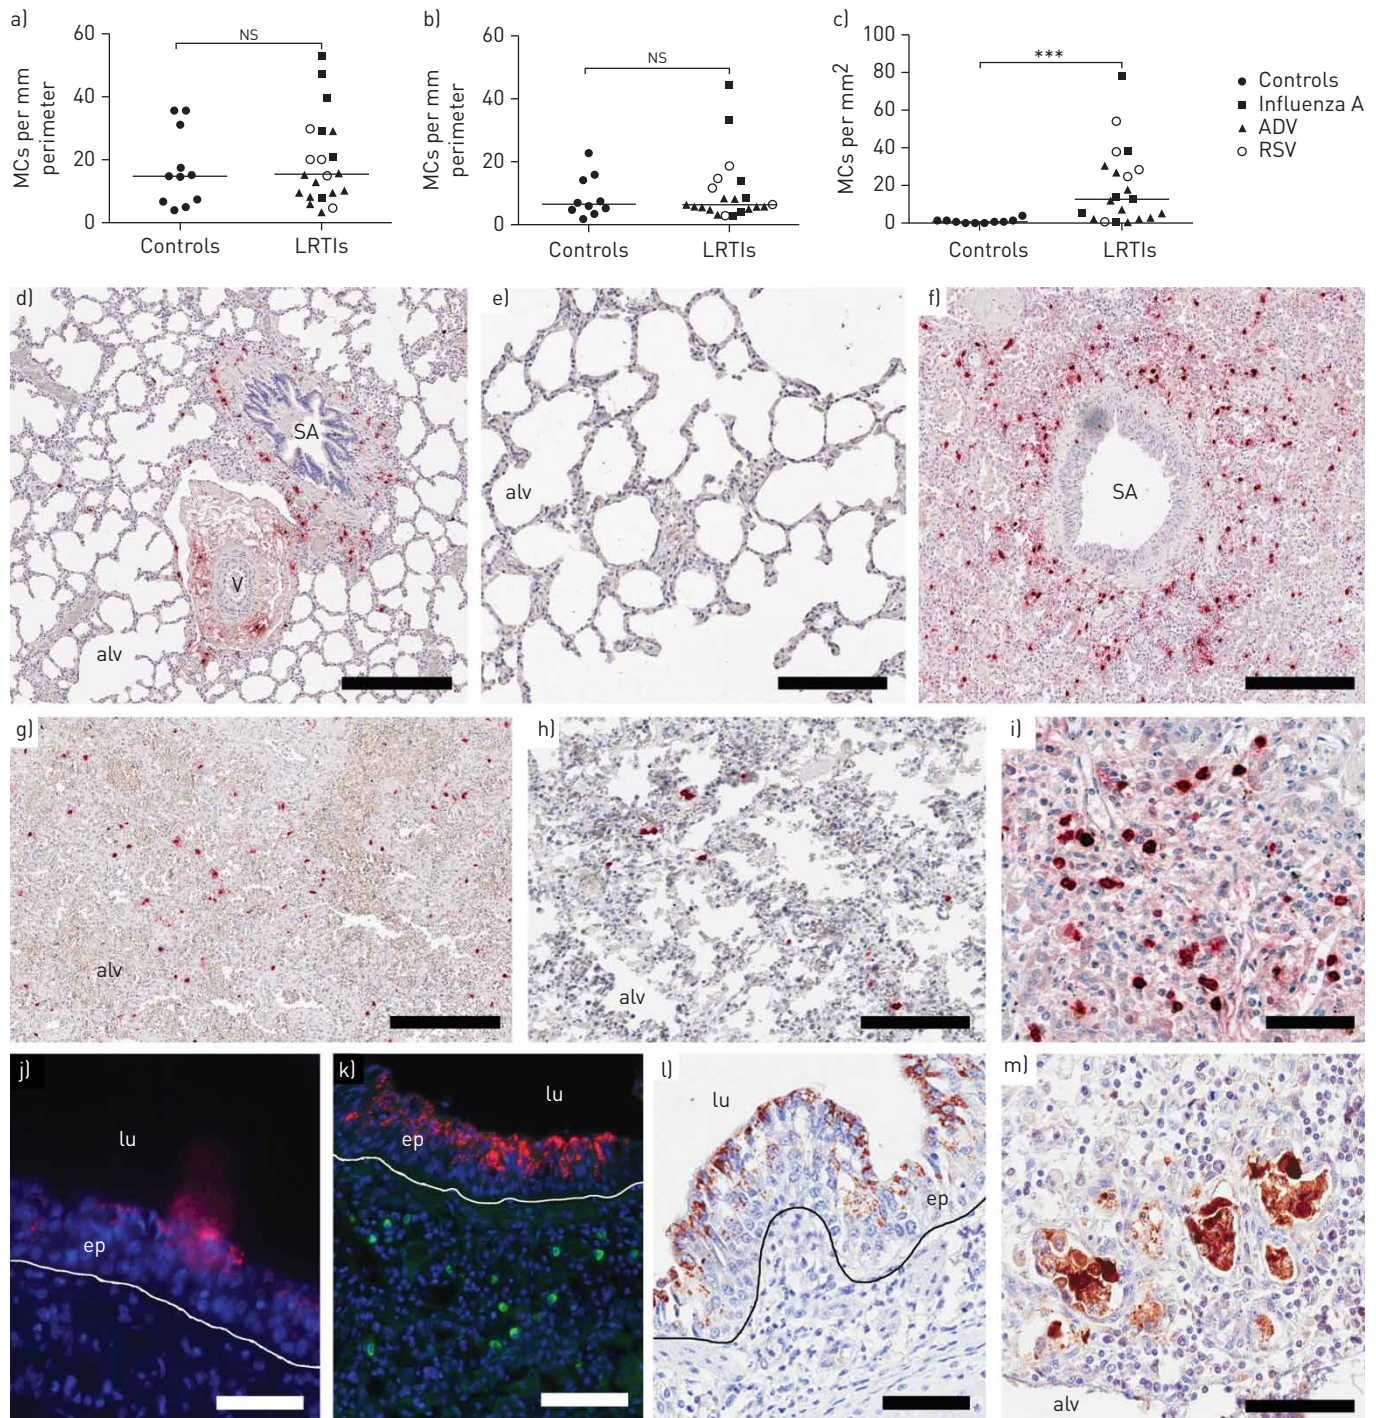 a)
60
40
20
0
MCs per mm
perimeter
NS
Controls
LRTIs
b)
60
40
20
0
MCs per mm
perimeter
NS
Controls
LRTIs
c)
100
80
60
40
20
0
MCs per mm2
***
Controls
LRTIs
Controls
Influenza A
ADV
RSV
d)
SA
V
alv
e)
alv
f)
SA
g)
alv
h)
alv
i)
j)
lu
ep
k)
lu
ep
l)
lu
ep
m)
alv